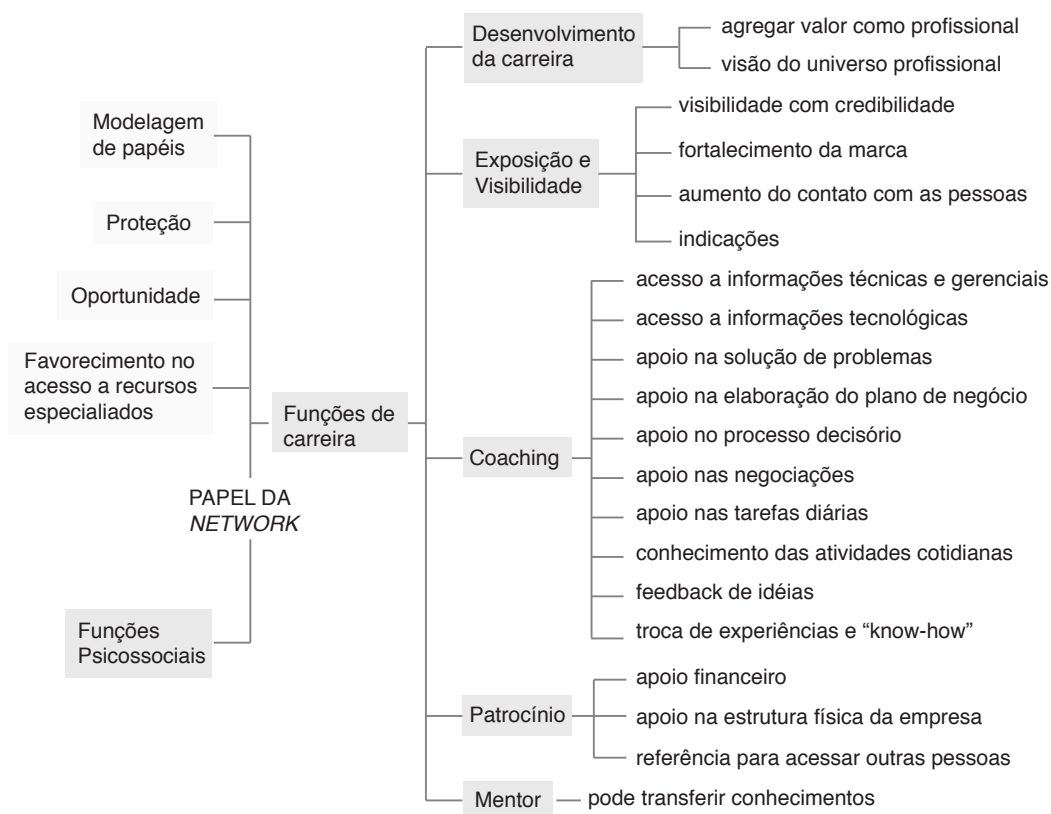 Modelagem
de papéis
Proteção
Oportunidade
Favorecimento no
acesso a recursos
especialiados
PAPEL DA
NETWORK
Funções
Psicossociais
Funções de
carreira
Desenvolvimento
da carreira
agregar valor como profissional
visão do universo profissional
Exposição e
Visibilidade
visibilidade com credibilidade
fortalecimento da marca
aumento do contato com as pessoas
indicações
Coaching
acesso a informações técnicas e gerenciais
acesso a informações tecnológicas
apoio na solução de problemas
apoio na elaboração do plano de negócio
apoio no processo decisório
apoio nas negociações
apoio nas tarefas diárias
conhecimento das atividades cotidianas
feedback de idéias
troca de experiências e “know-how”
Patrocínio
apoio financeiro
apoio na estrutura física da empresa
referência para acessar outras pessoas
Mentor
pode transferir conhecimentos